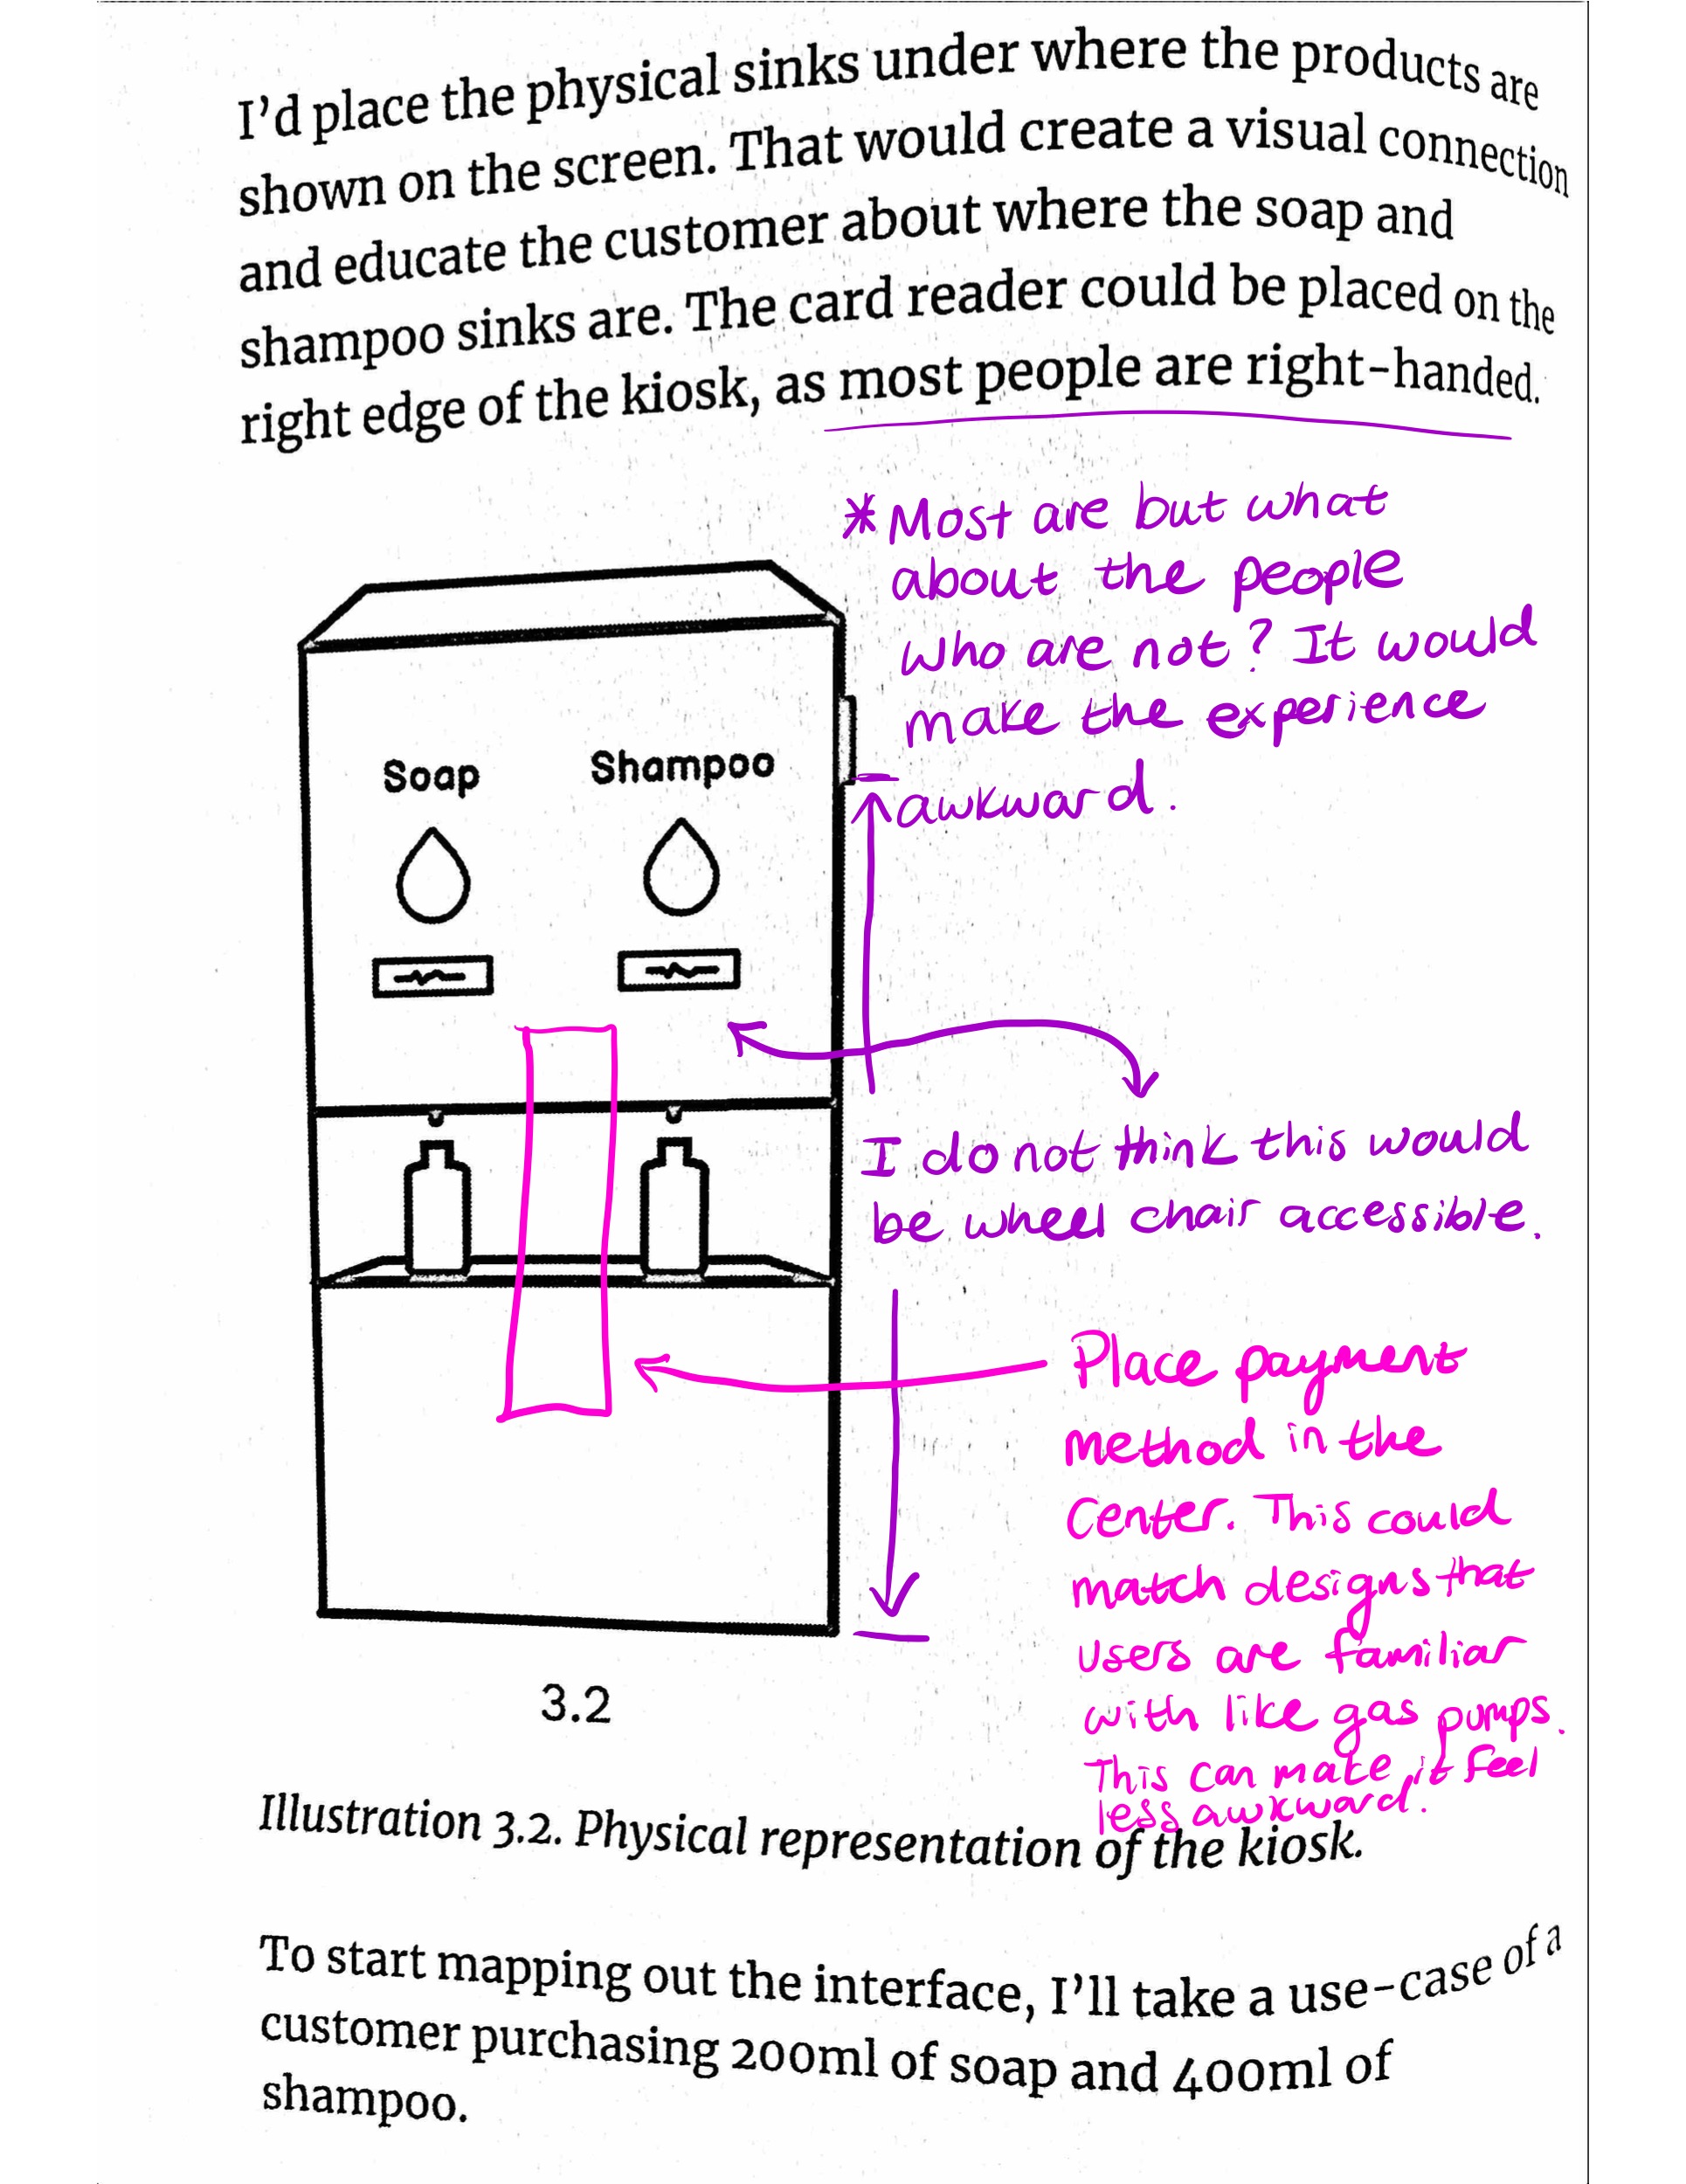 I’d place the physical sinks under where the products are
shown on the screen. That would create a visual connection
and educate the customer about where the soap and
shampoo sinks are. The card reader could be placed on the
right edge of the kiosk, as most people are right-handed.
* Most are but what
about the people
who are not? It would
make the experience
awkward.
Soap
Shampoo
I do not think this would
be wheel chair accessible.
Place payment
method in the
Center. This could
match designs that
users are familiar
with like gas pumps.
This can make it feel
less awkward.
3.2
Illustration 3.2. Physical representation of the kiosk.
To start mapping out the interface, I’ll take a use-case of a
customer purchasing 200ml of soap and 400ml of
shampoo.